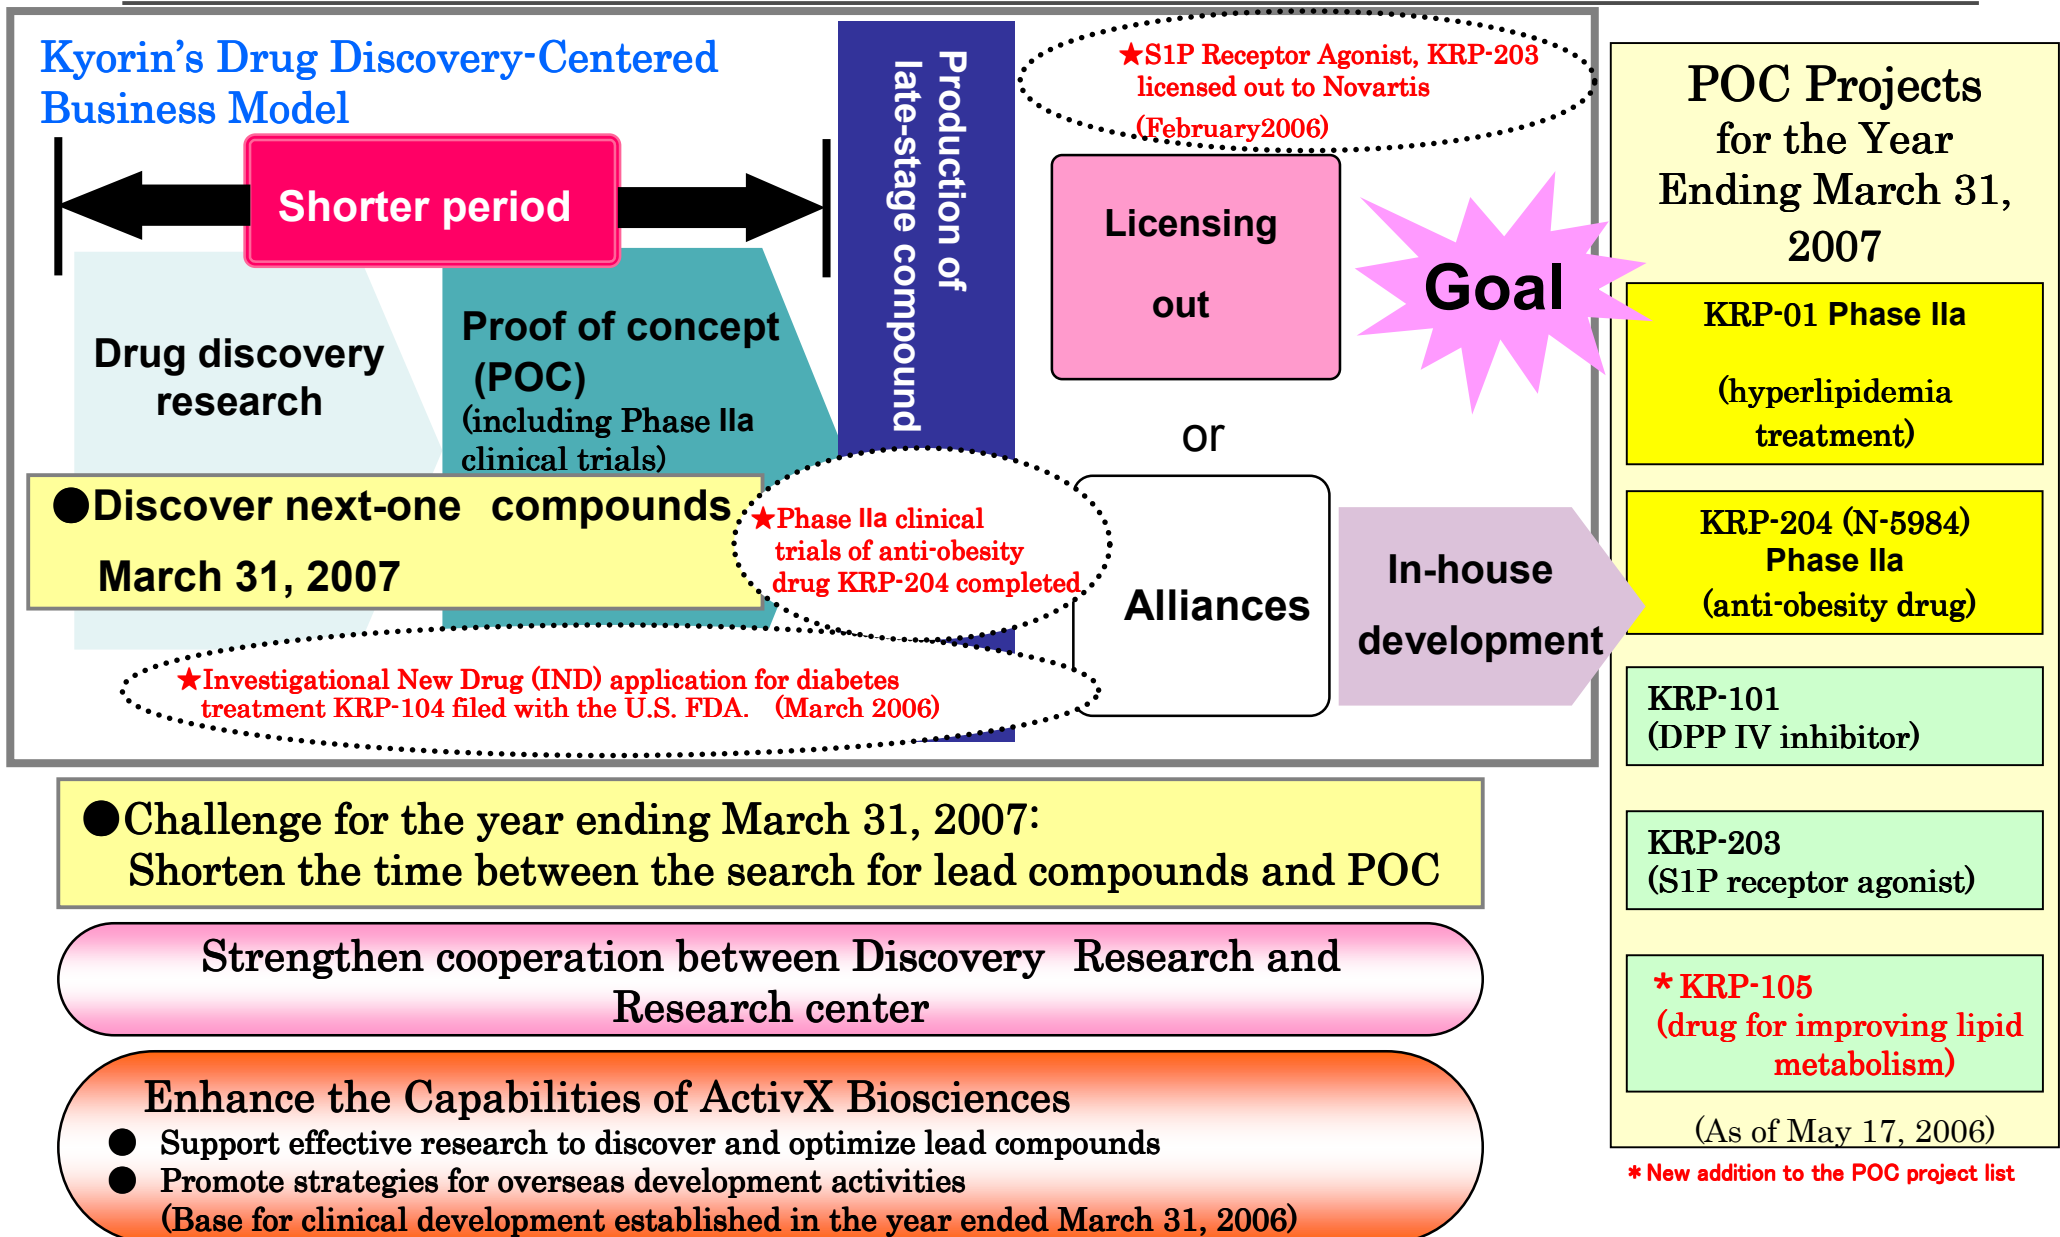 Kyorin's Drug Discovery-Centered
Business Model
Shorter period
Drug discovery
research
Proof of concept
(POC)
(including Phase IIa
clinical trials)
●Discover next-one compounds
March 31, 2007
Production of
late-stage compound
★S1P Receptor Agonist, KRP-203
licensed out to Novartis
(February2006)
Licensing
out
or
Alliances
Goal
In-house
development
★Phase IIa clinical
trials of anti-obesity
drug KRP-204 completed
★Investigational New Drug (IND) application for diabetes
treatment KRP-104 filed with the U.S. FDA. (March 2006)
●Challenge for the year ending March 31, 2007:
Shorten the time between the search for lead compounds and POC
Strengthen cooperation between Discovery Research and
Research center
Enhance the Capabilities of ActivX Biosciences
● Support effective research to discover and optimize lead compounds
● Promote strategies for overseas development activities
(Base for clinical development established in the year ended March 31, 2006)
POC Projects
for the Year
Ending March 31,
2007
KRP-01 Phase IIa
(hyperlipidemia
treatment)
KRP-204 (N-5984)
Phase IIa
(anti-obesity drug)
KRP-101
(DPP IV inhibitor)
KRP-203
(S1P receptor agonist)
*KRP-105
(drug for improving lipid
metabolism)
(As of May 17, 2006)
*New addition to the POC project list